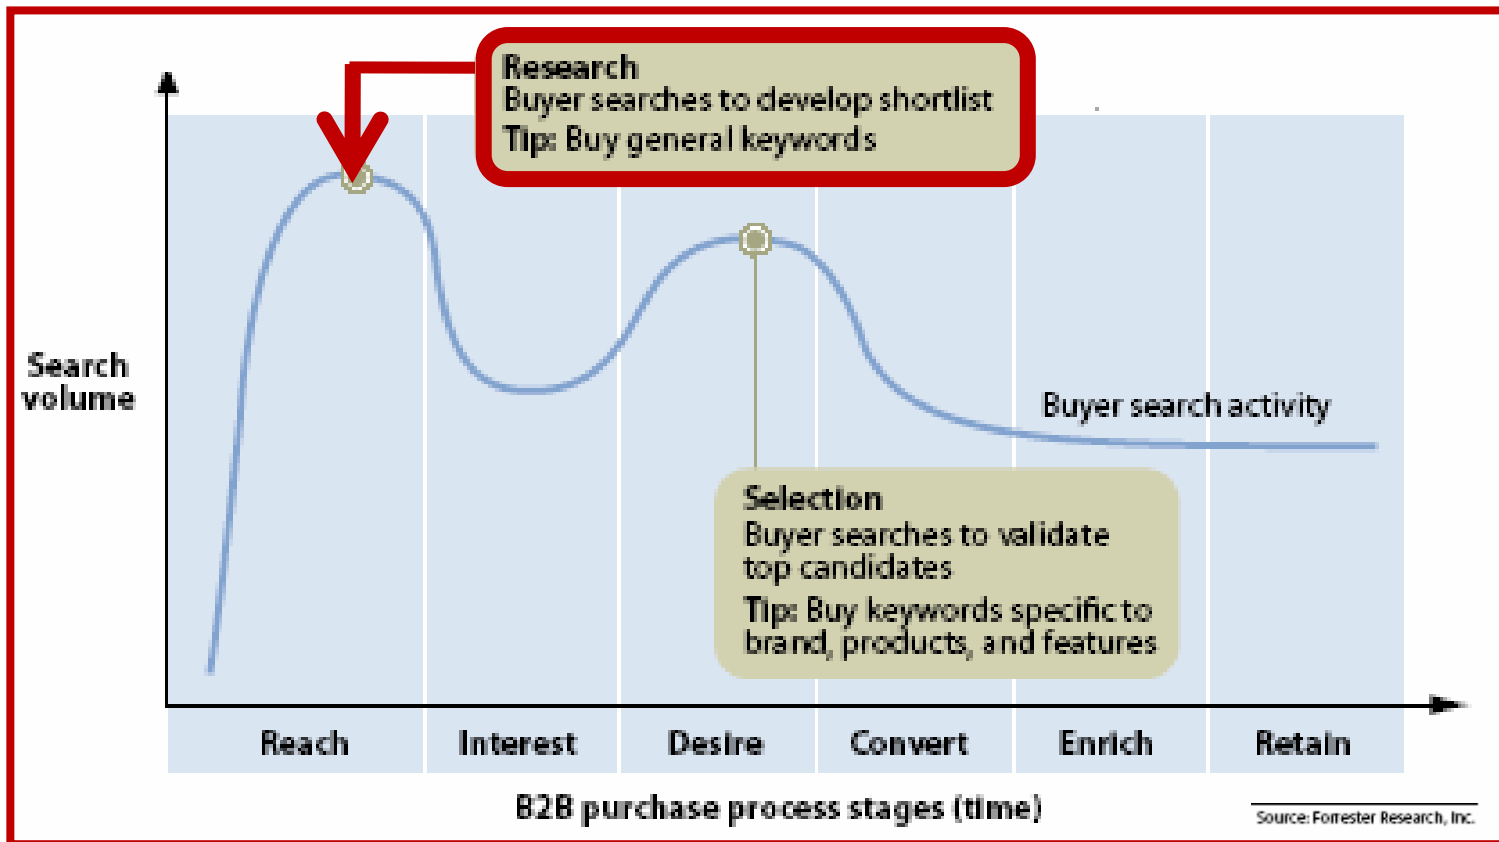 Research
Buyer searches to develop shortlist
Tip: Buy general keywords
Search
volume
Buyer search activity
Selection
Buyer searches to validate
top candidates
Tip: Buy keywords specific to
brand, products, and features
Reach Interest Desire Convert Enrich Retain
B2B purchase process stages (time)
Source: Forrester Research, Inc.